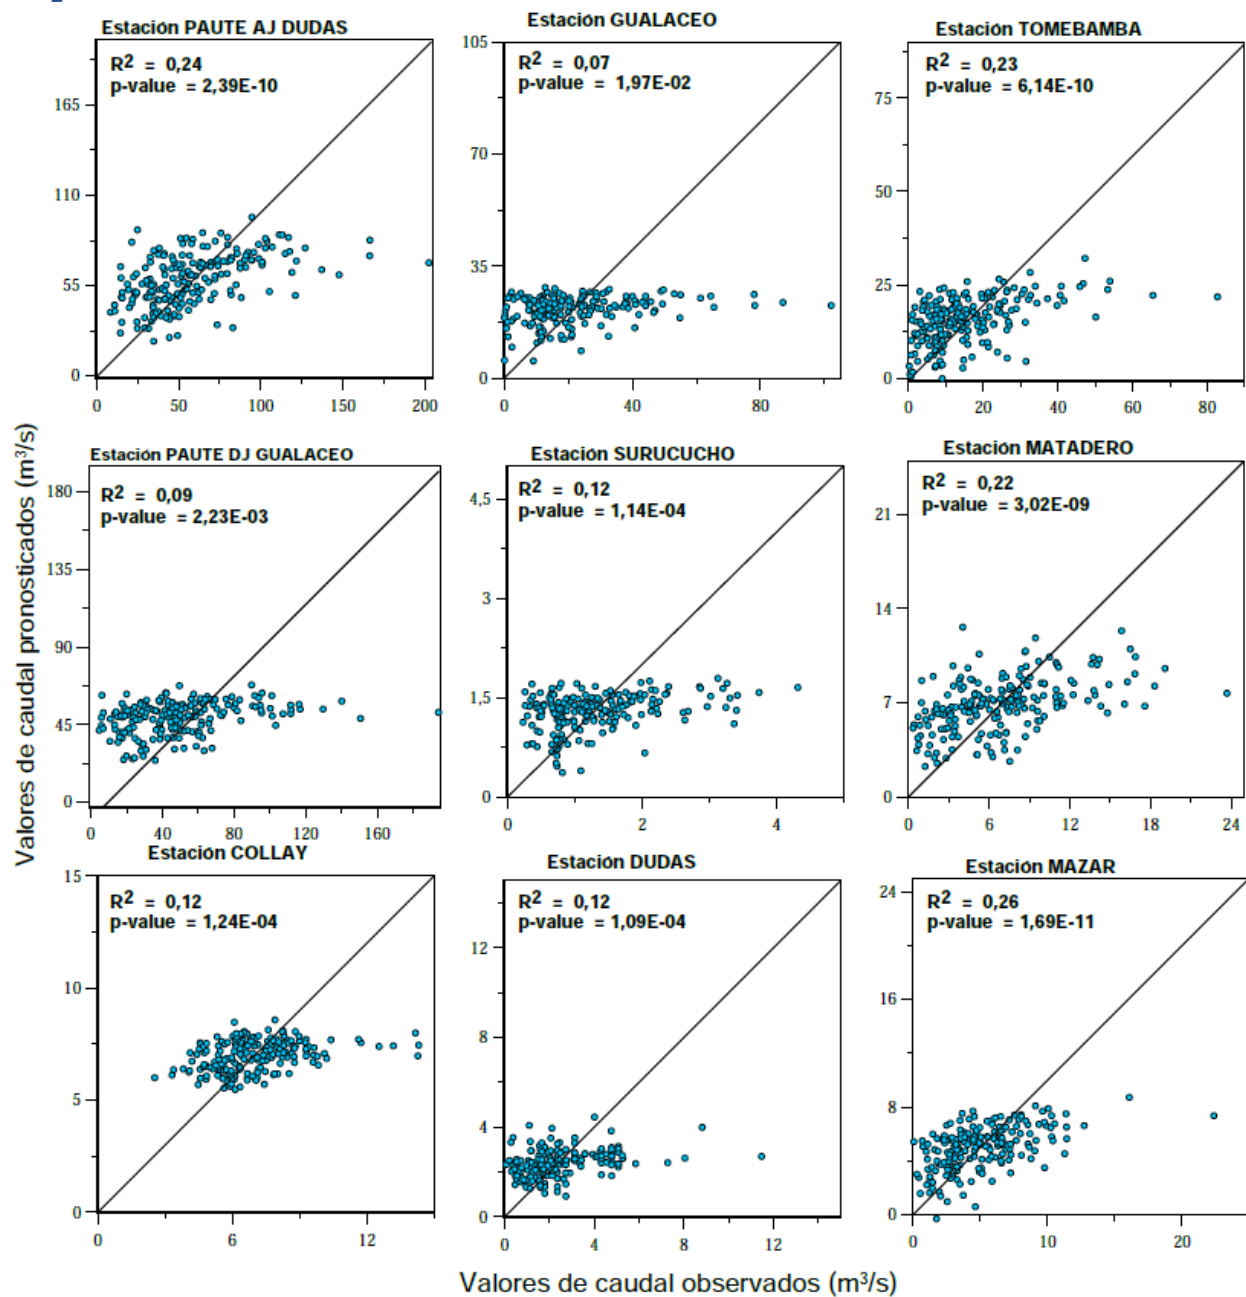 Estación PAUTE AJ DUDAS
R² = 0,24
p-value = 2,39E-10
165
110
55
0
0 50 100 150 200
Estación GUALACEO
R² = 0,07
p-value = 1,97E-02
105
70
35
0
0 40 80
Estación TOMEBAMBA
R² = 0,23
p-value = 6,14E-10
75
50
25
0
0 20 40 60 80
Valores de caudal pronosticados (m³/s)
Estación PAUTE DJ GUALACEO
R² = 0,09
p-value = 2,23E-03
180
135
90
45
0
0 40 80 120 160
Estación SURUCUCHO
R² = 0,12
p-value = 1,14E-04
4,5
3
1,5
0
0 2 4
Estación MATADERO
R² = 0,22
p-value = 3,02E-09
21
14
7
0
0 6 12 18 24
Estación COLLAY
R² = 0,12
p-value = 1,24E-04
15
10
5
0
0 6 12
Estación DUDAS
R² = 0,12
p-value = 1,09E-04
12
8
4
0
0 4 8 12
Estación MAZAR
R² = 0,26
p-value = 1,69E-11
24
16
8
0
0 10 20
Valores de caudal observados (m³/s)